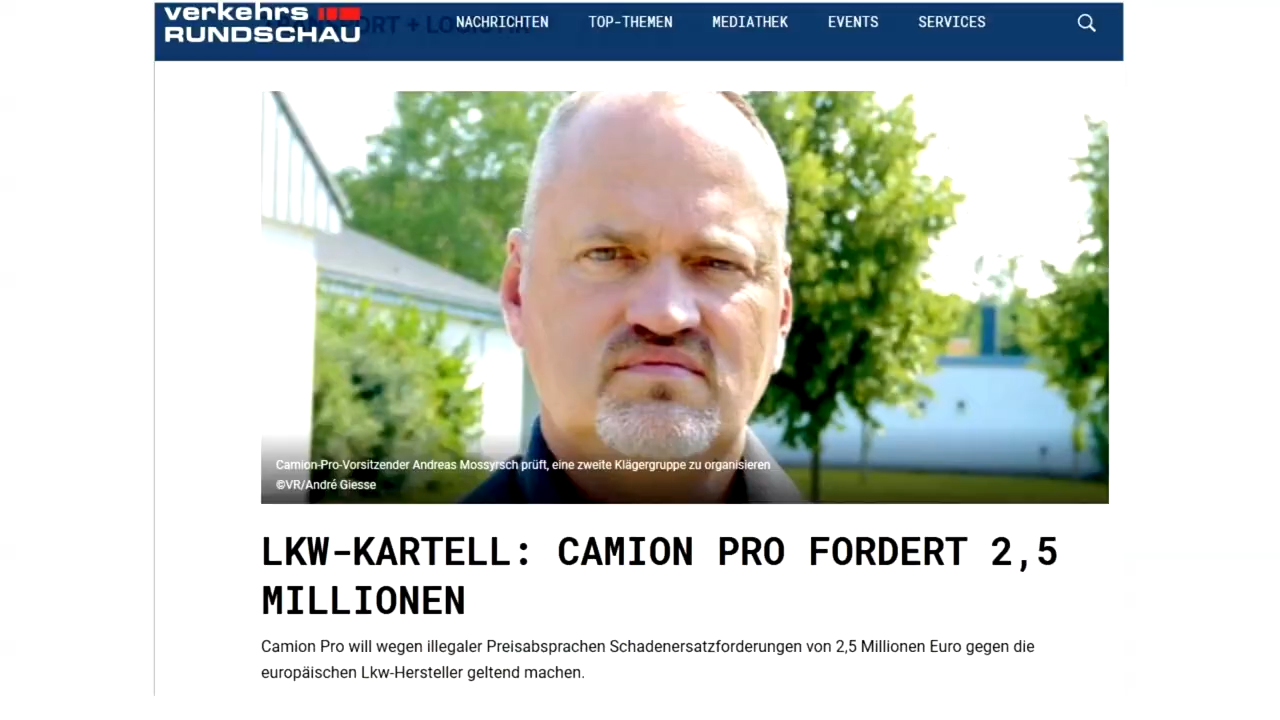 verkehrs
RUNDSCHAU
ORT + LOGISTIK
NACHRICHTEN TOP-THEMEN MEDIATHEK EVENTS SERVICES
Camion-Pro-Vorsitzender Andreas Mossyrsch prüft, eine zweite Klägergruppe zu organisieren
©VR/André Giesse
LKW-KARTELL: CAMION PRO FORDERT 2,5
MILLIONEN
Camion Pro will wegen illegaler Preisabsprachen Schadenersatzforderungen von 2,5 Millionen Euro gegen die
europäischen Lkw-Hersteller geltend machen.